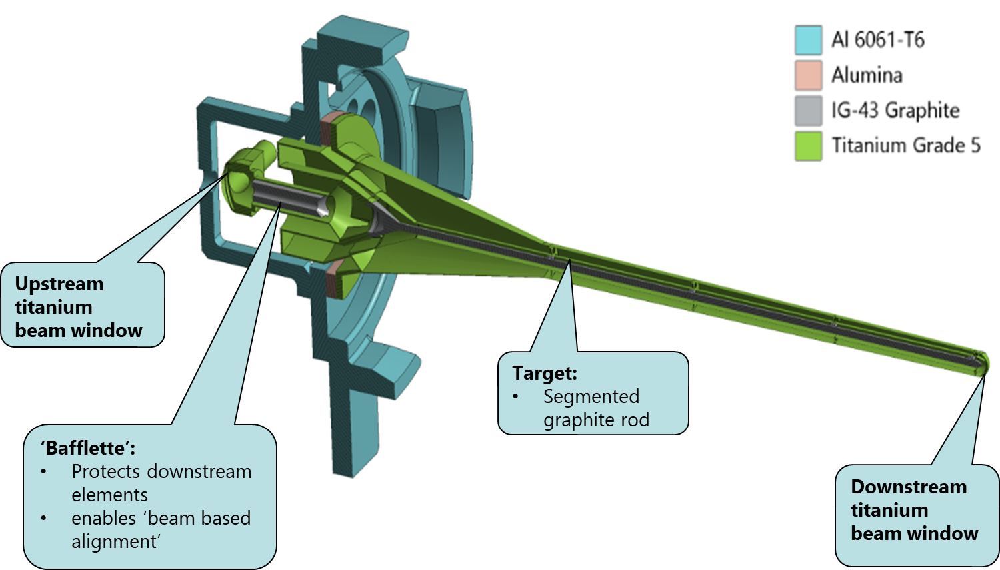 Al 6061-T6
Alumina
IG-43 Graphite
Titanium Grade 5
Upstream
titanium
beam window
Target:
• Segmented
graphite rod
‘Bafflette’:
• Protects downstream
elements
• enables ‘beam based
alignment’
Downstream
titanium
beam window